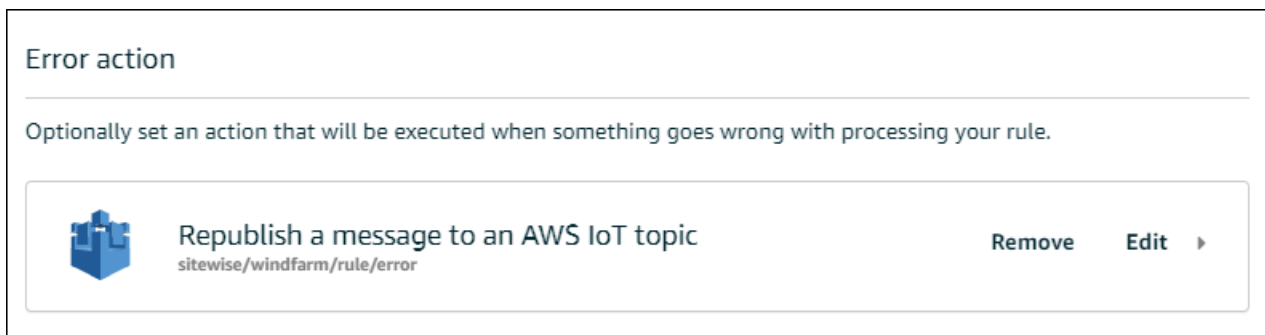 Error action
Optionally set an action that will be executed when something goes wrong with processing your rule.
Republish a message to an AWS IoT topic
sitewise/windfarm/rule/error
Remove Edit